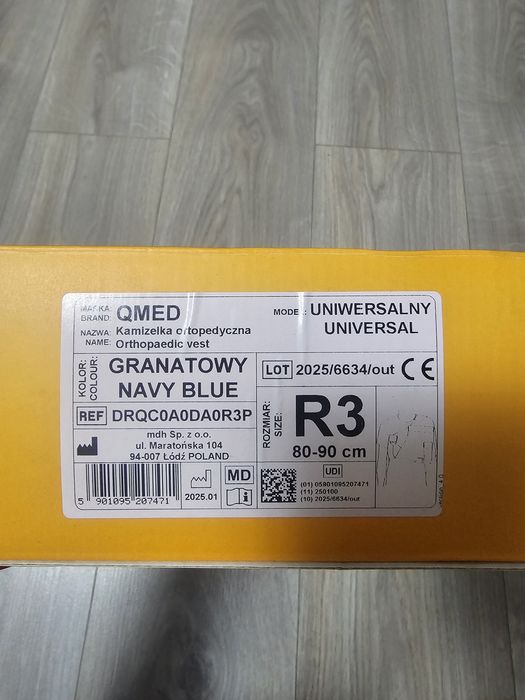 MARKA: QMED
BRAND:
NAZWA: Kamizelka ortopedyczna
NAME: Orthopaedic vest
MODEL: UNIWERSALNY
UNIVERSAL
KOLOR: GRANATOWY
COLOUR: NAVY BLUE
REF DRQC0A0DA0R3P
mdh Sp. z o.o.
ul. Maratońska 104
94-007 Łódź POLAND
5 901095 207471
2025.01
MD
LOT 2025/6634/out CE
ROZMIAR: R3
SIZE: 80-90 cm
UDI
(01) 05901095207471
(11) 250100
(10) 2025/6634/out